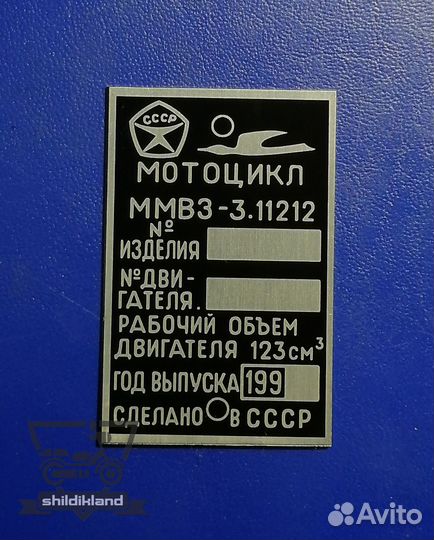 СССР
МОТОЦИКЛ
ММВЗ-3.11212
№
ИЗДЕЛИЯ
№ДВИ-
ГАТЕЛЯ.
РАБОЧИЙ ОБЪЕМ
ДВИГАТЕЛЯ 123см³
ГОД ВЫПУСКА 199
СДЕЛАНО В СССР
shildikland
Avito